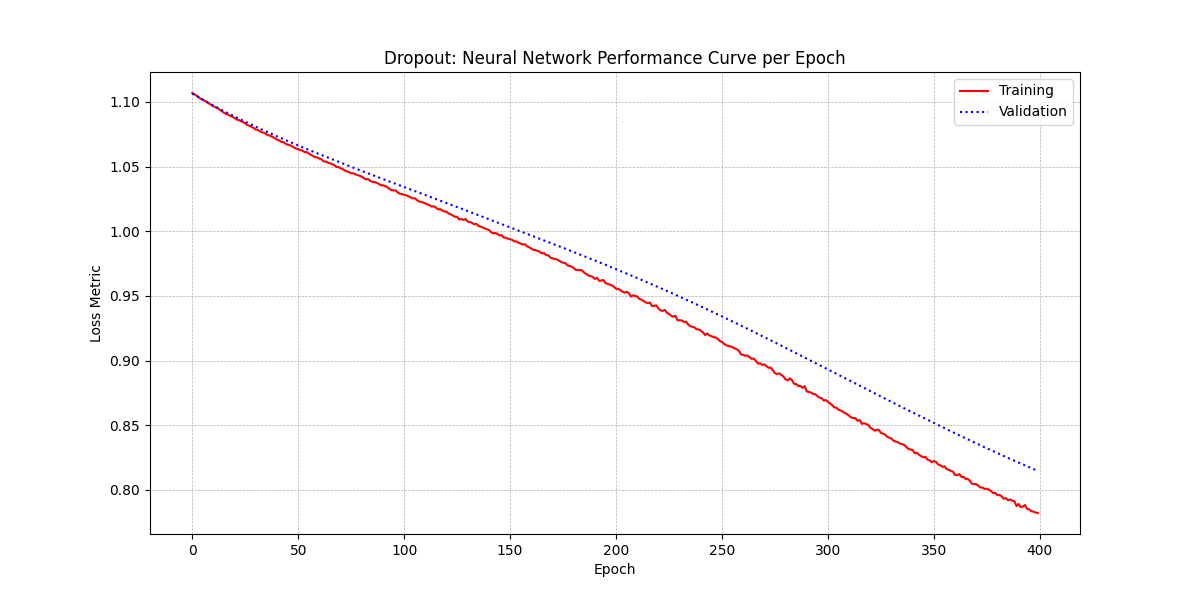 Dropout: Neural Network Performance Curve per Epoch
Training
Validation
Loss Metric
1.10
1.05
1.00
0.95
0.90
0.85
0.80
0 50 100 150 200 250 300 350 400
Epoch